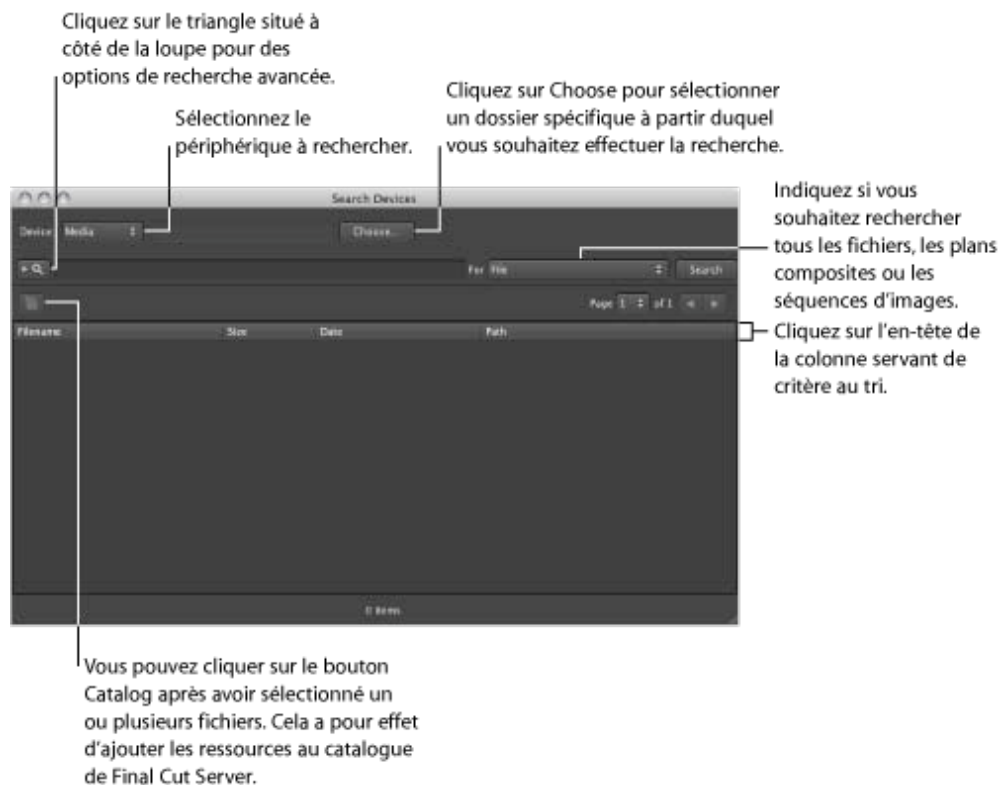 Cliquez sur le triangle situé à
côté de la loupe pour des
options de recherche avancée.
Sélectionnez le
périphérique à rechercher.
Cliquez sur Choose pour sélectionner
un dossier spécifique à partir duquel
vous souhaitez effectuer la recherche.
Indiquez si vous
souhaitez rechercher
tous les fichiers, les plans
composites ou les
séquences d'images.
Cliquez sur l'en-tête de
la colonne servant de
critère au tri.
Search Devices
Device: Media Choose...
For File Search
Page 1 of 1
Filename Size Date Path
0 items
Vous pouvez cliquer sur le bouton
Catalog après avoir sélectionné un
ou plusieurs fichiers. Cela a pour effet
d'ajouter les ressources au catalogue
de Final Cut Server.